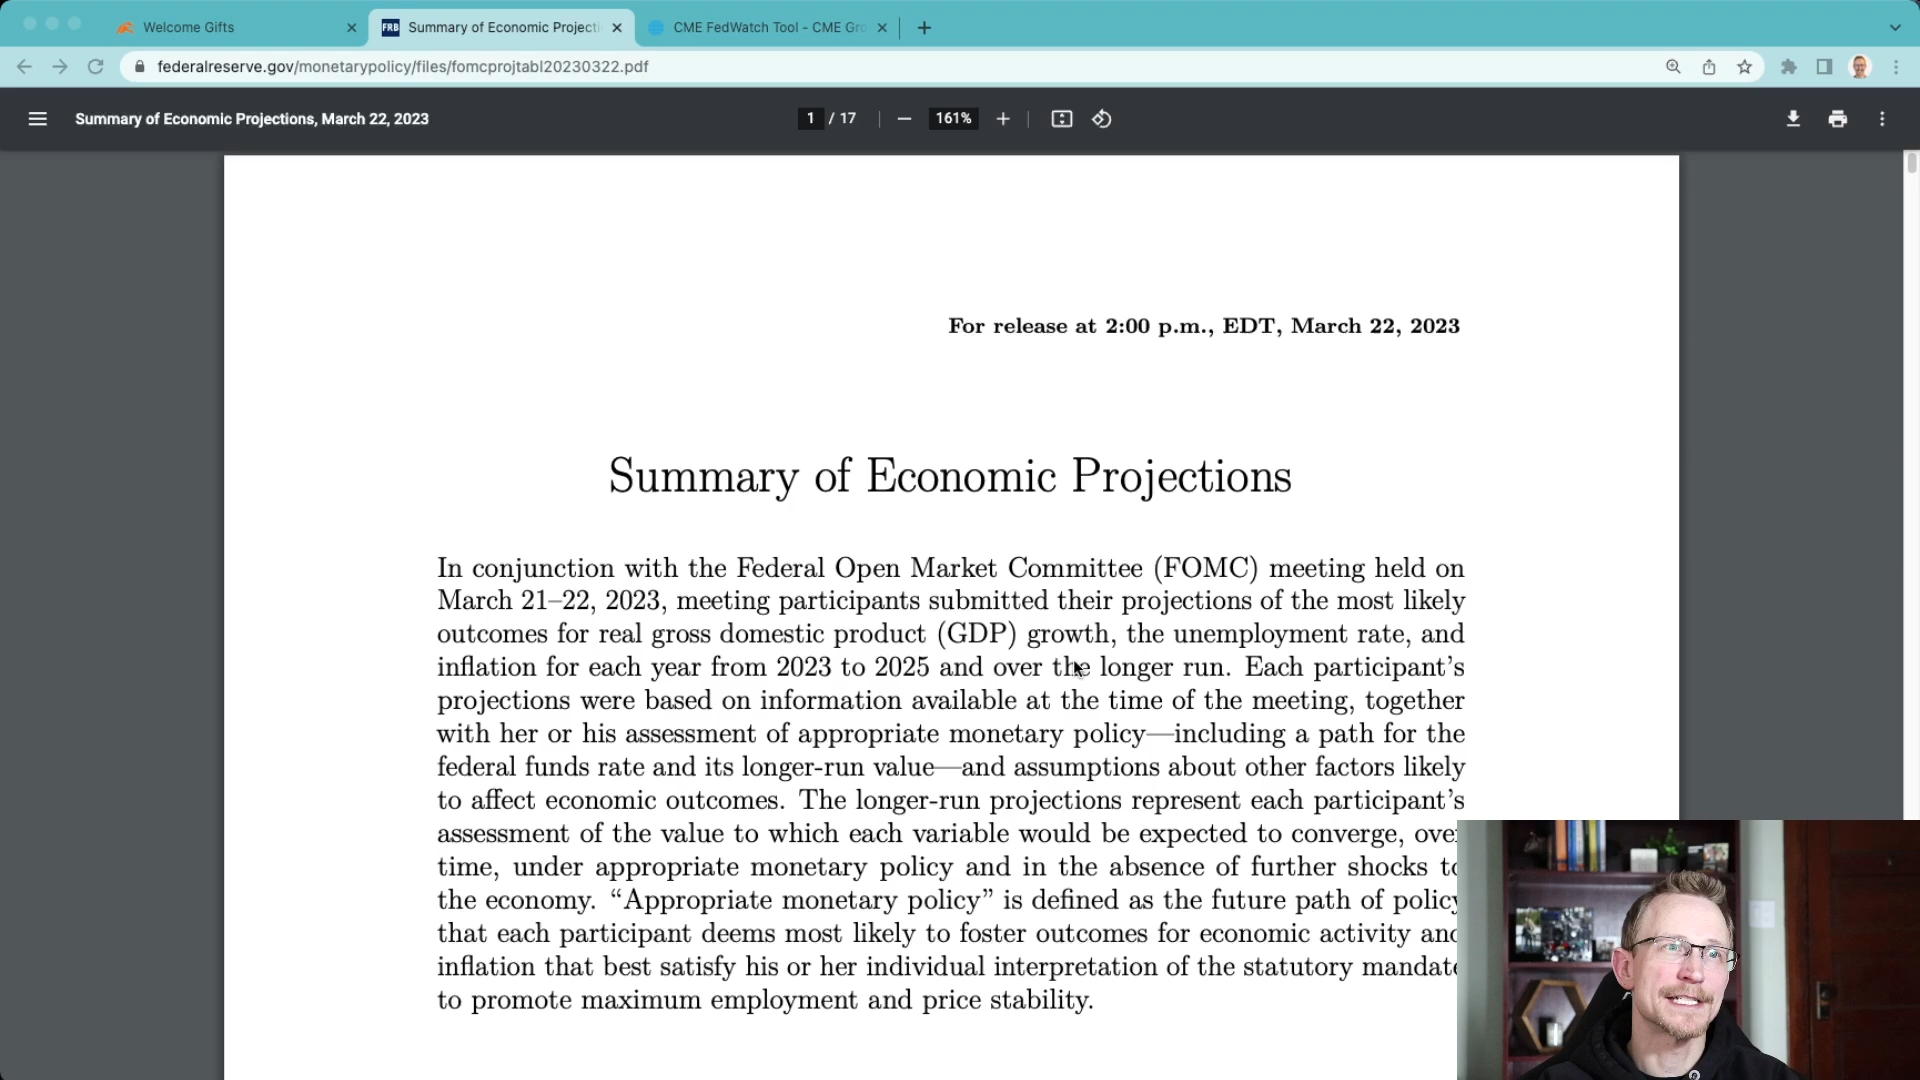 Welcome Gifts
FRB
Summary of Economic Projecti
CME FedWatch Tool - CME Gro
federalreserve.gov/monetarypolicy/files/fomcprojtabl20230322.pdf
Summary of Economic Projections, March 22, 2023
1 / 17
161%
For release at 2:00 p.m., EDT, March 22, 2023
Summary of Economic Projections
In conjunction with the Federal Open Market Committee (FOMC) meeting held on
March 21–22, 2023, meeting participants submitted their projections of the most likely
outcomes for real gross domestic product (GDP) growth, the unemployment rate, and
inflation for each year from 2023 to 2025 and over the longer run. Each participant’s
projections were based on information available at the time of the meeting, together
with her or his assessment of appropriate monetary policy—including a path for the
federal funds rate and its longer-run value—and assumptions about other factors likely
to affect economic outcomes. The longer-run projections represent each participant’s
assessment of the value to which each variable would be expected to converge, over
time, under appropriate monetary policy and in the absence of further shocks to
the economy. “Appropriate monetary policy” is defined as the future path of policy
that each participant deems most likely to foster outcomes for economic activity and
inflation that best satisfy his or her individual interpretation of the statutory mandate
to promote maximum employment and price stability.